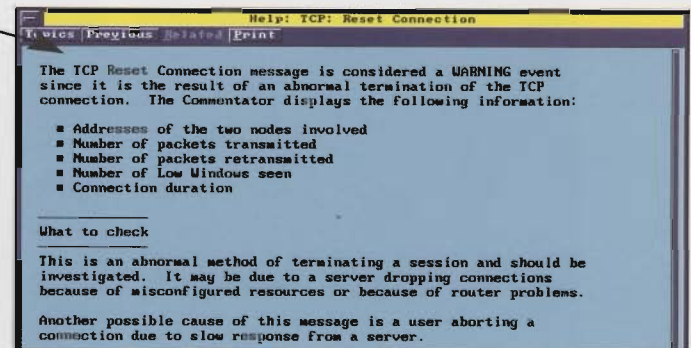 Help: TCP: Reset Connection
Topics Previous Related Print
The TCP Reset Connection message is considered a WARNING event
since it is the result of an abnormal termination of the TCP
connection. The Commentator displays the following information:
■ Addresses of the two nodes involved
■ Number of packets transmitted
■ Number of packets retransmitted
■ Number of Low Windows seen
■ Connection duration
What to check
This is an abnormal method of terminating a session and should be
investigated. It may be due to a server dropping connections
because of misconfigured resources or because of router problems.
Another possible cause of this message is a user aborting a
connection due to slow response from a server.